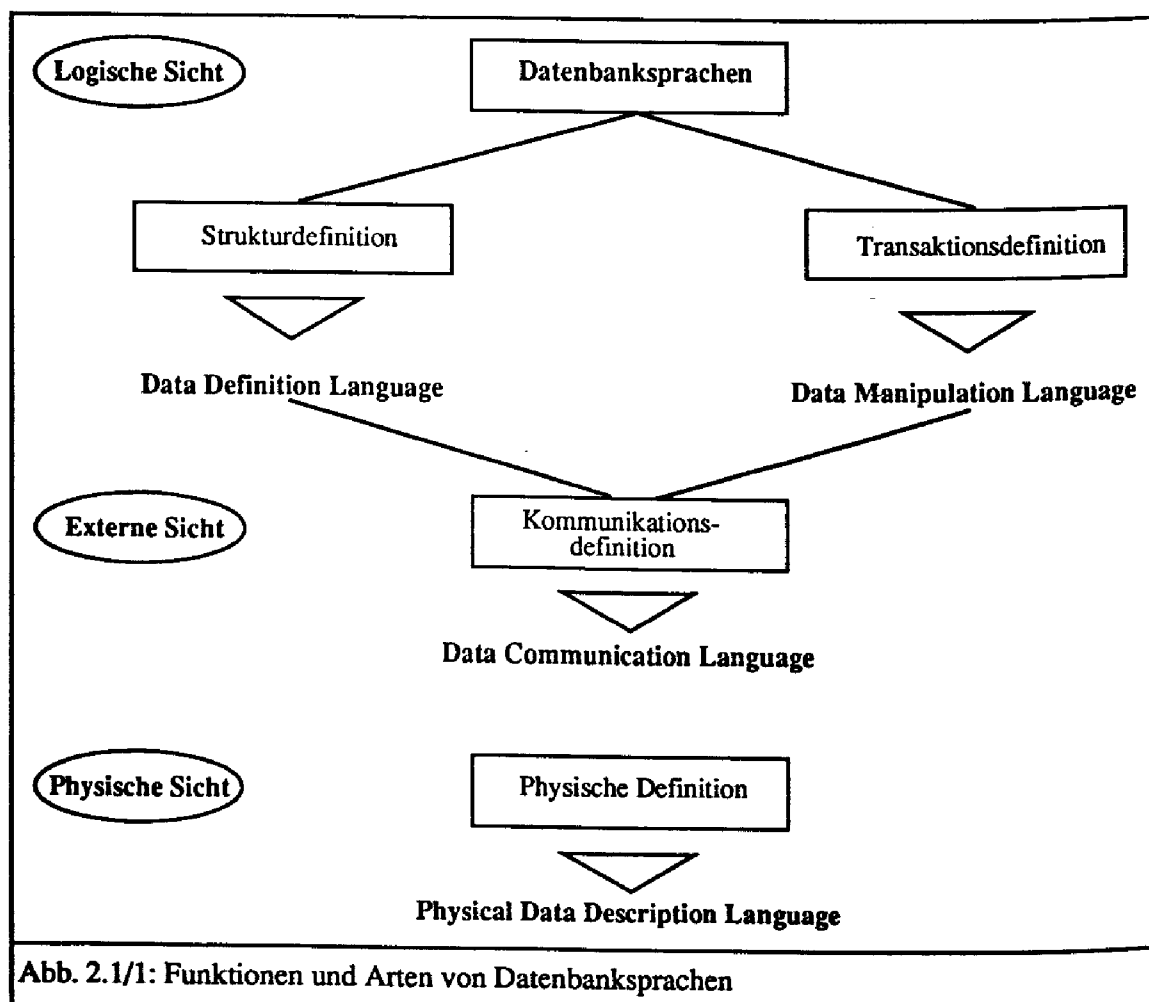 Logische Sicht
Datenbanksprachen
Strukturdefinition
Transaktionsdefinition
Data Definition Language
Data Manipulation Language
Externe Sicht
Kommunikations-
definition
Data Communication Language
Physische Sicht
Physische Definition
Physical Data Description Language
Abb. 2.1/1: Funktionen und Arten von Datenbanksprachen